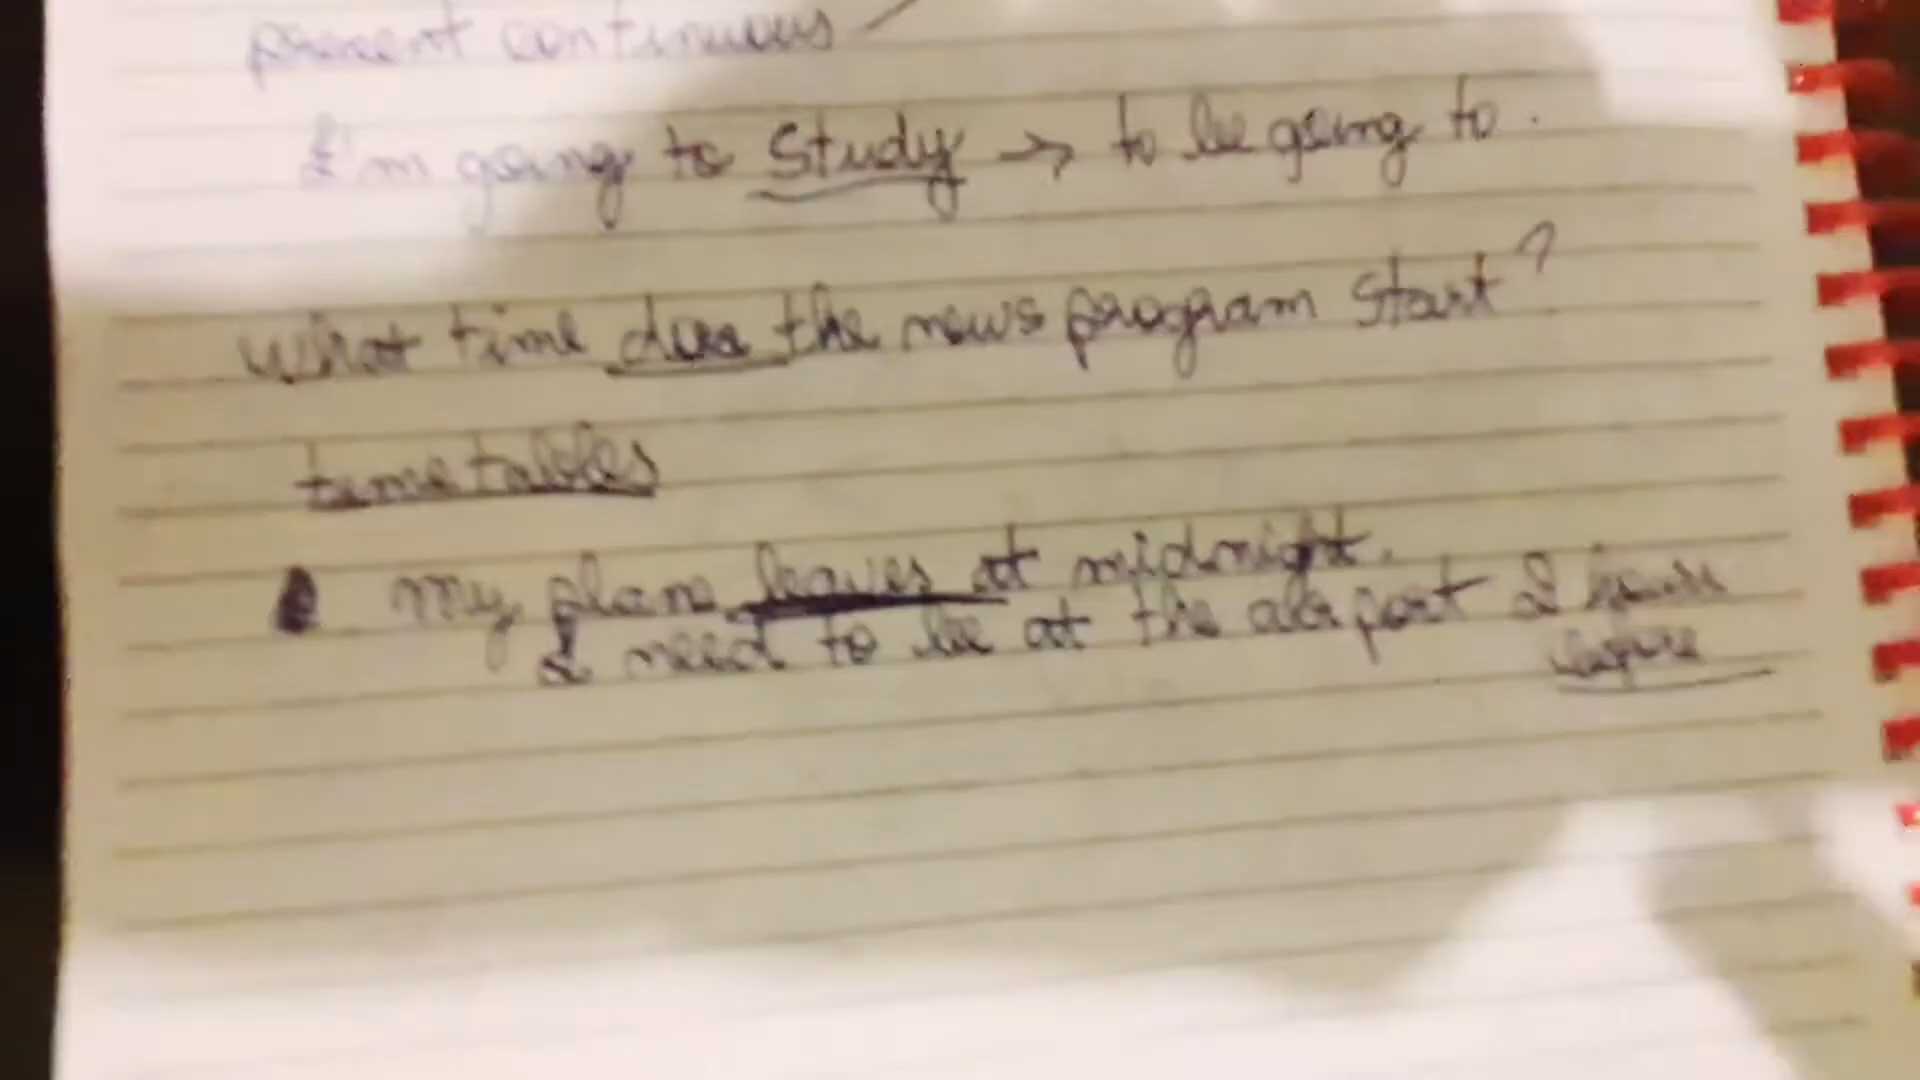 present continuous
I'm going to study → to be going to.
What time does the news program start?
timetables
my plane leaves at midnight.
I need to be at the airport 2 hours
before